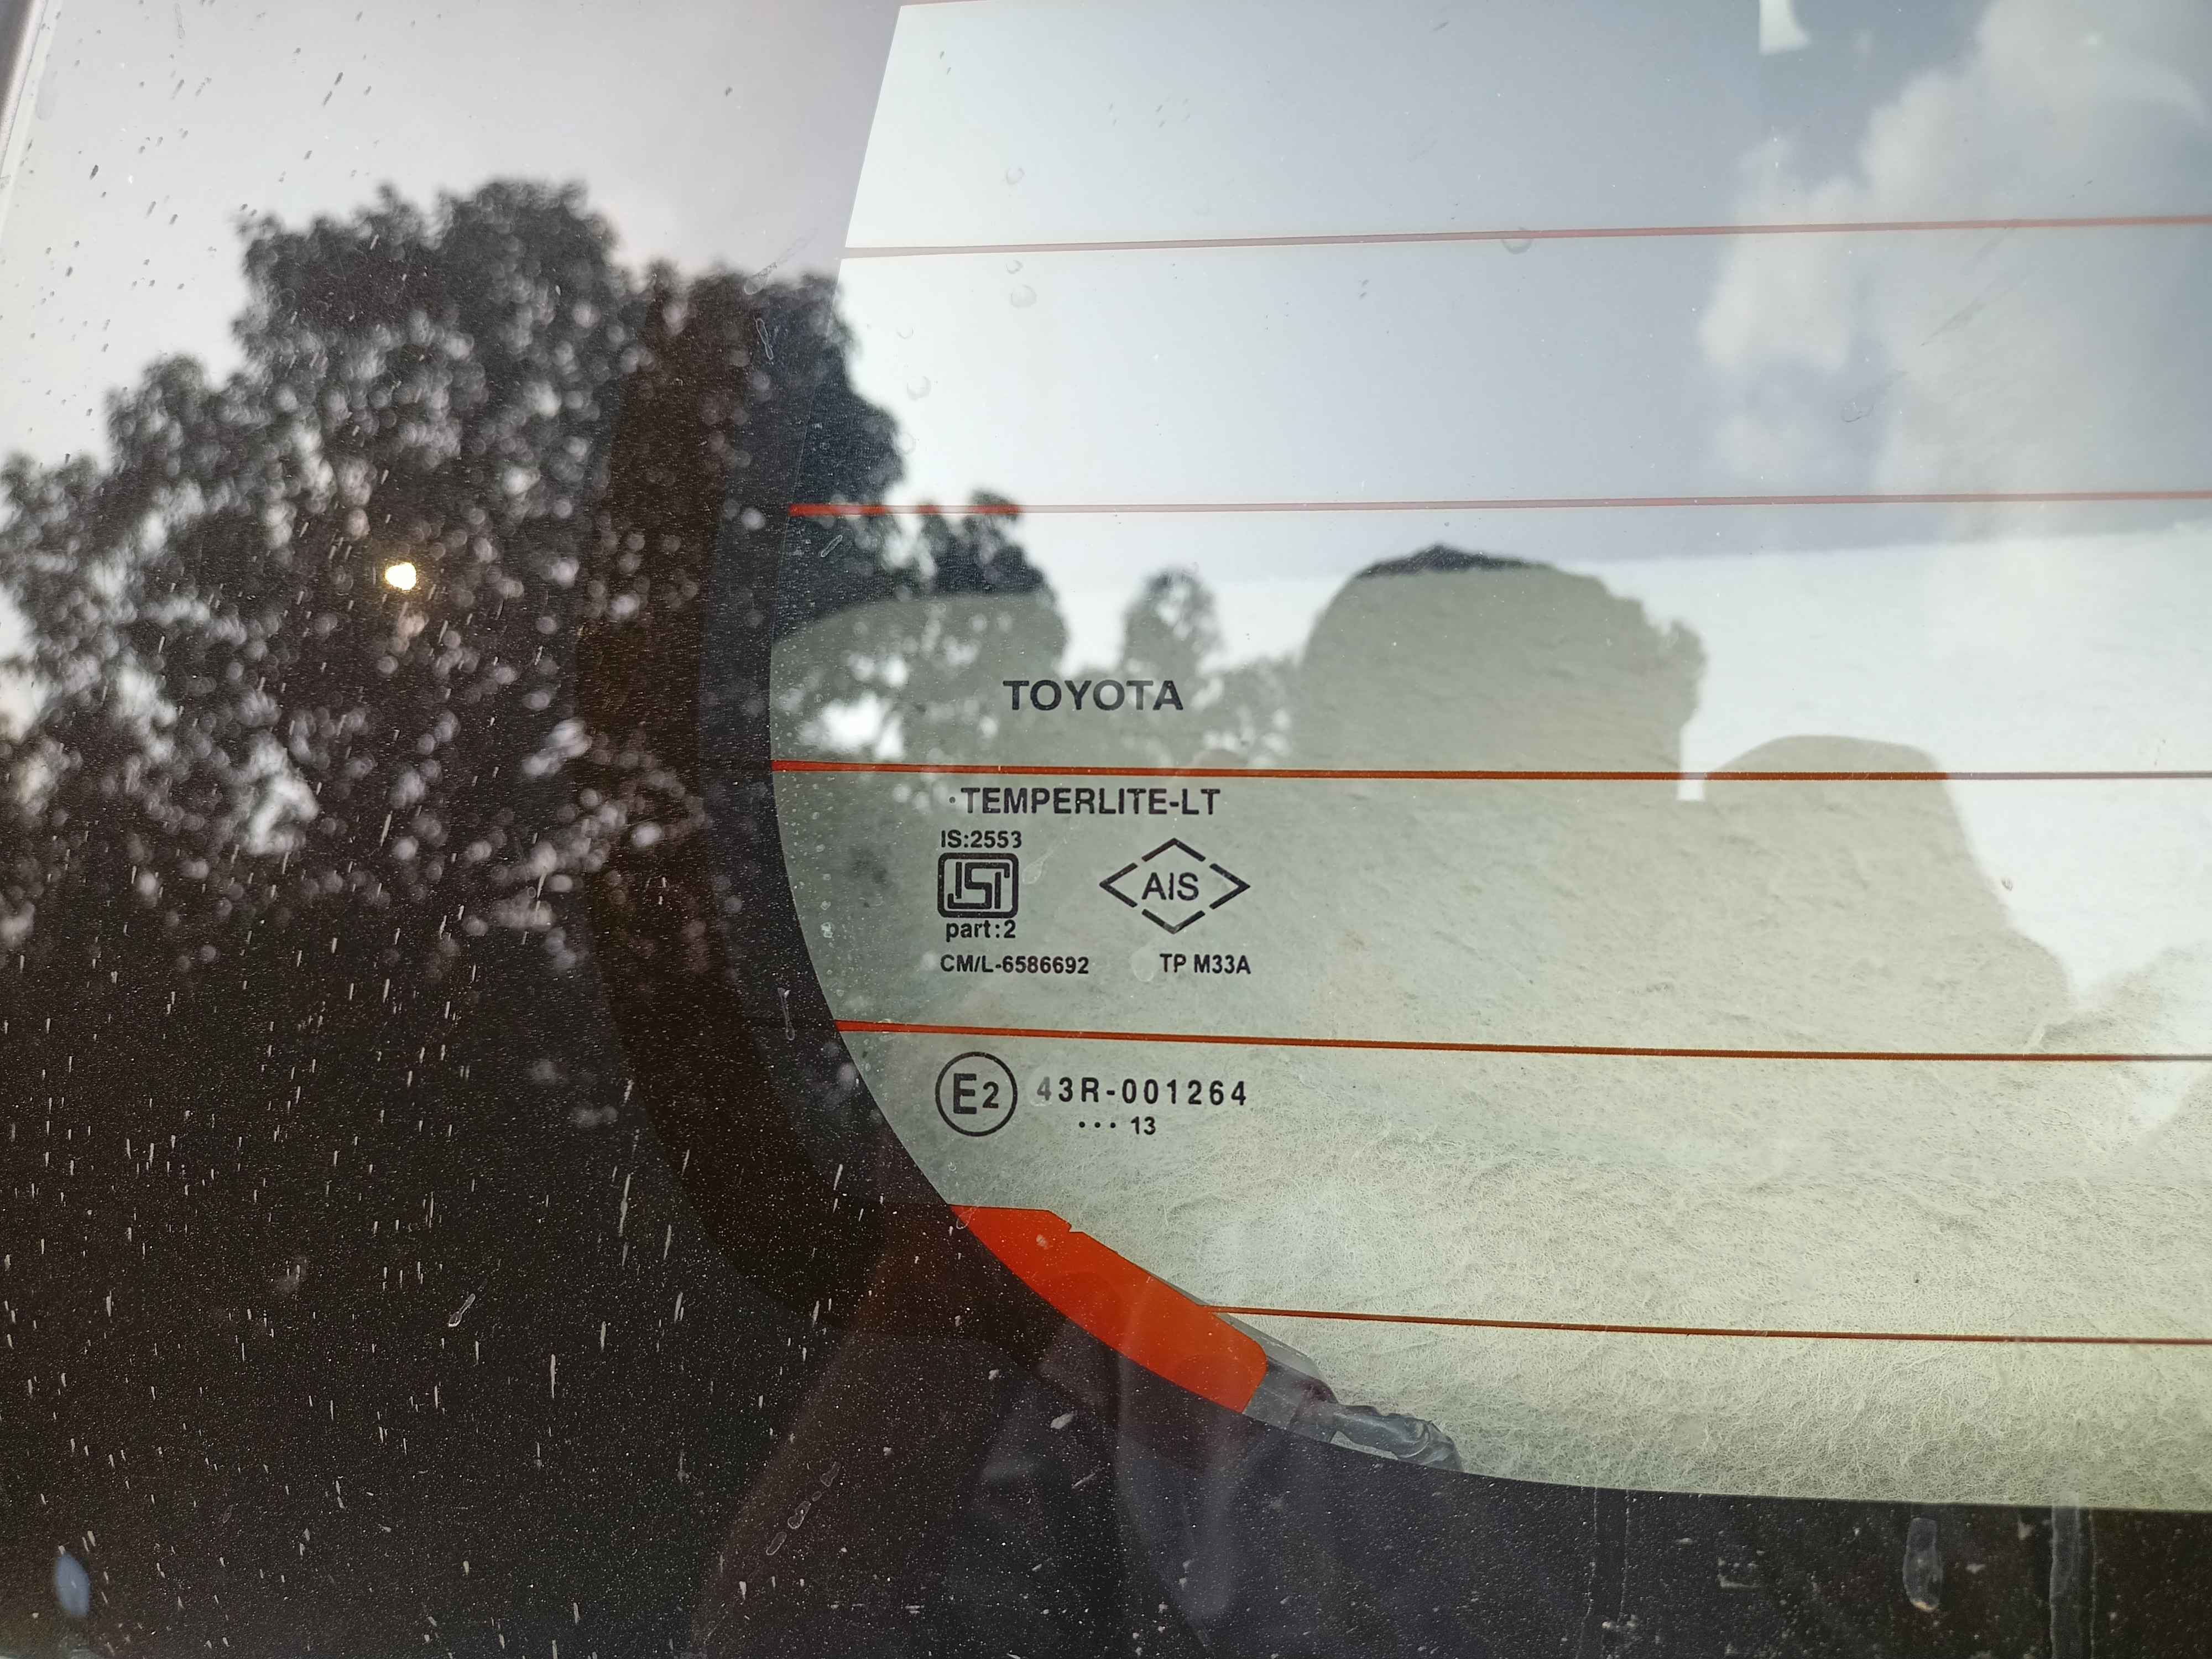 TOYOTA
·TEMPERLITE-LT
IS:2553
ISI
AIS
part:2
CM/L-6586692 TP M33A
E2 43R-001264
··· 13